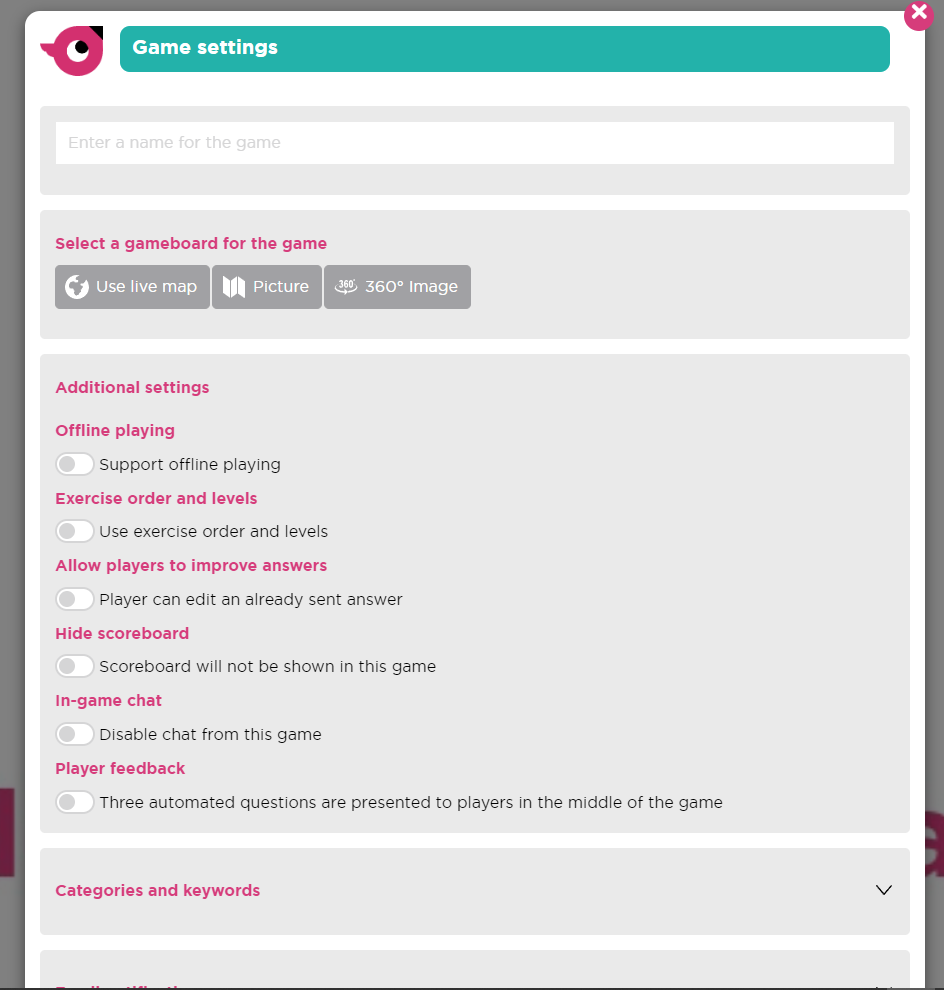 Game settings
Enter a name for the game
Select a gameboard for the game
Use live map
Picture
360°
360° Image
Additional settings
Offline playing
Support offline playing
Exercise order and levels
Use exercise order and levels
Allow players to improve answers
Player can edit an already sent answer
Hide scoreboard
Scoreboard will not be shown in this game
In-game chat
Disable chat from this game
Player feedback
Three automated questions are presented to players in the middle of the game
Categories and keywords